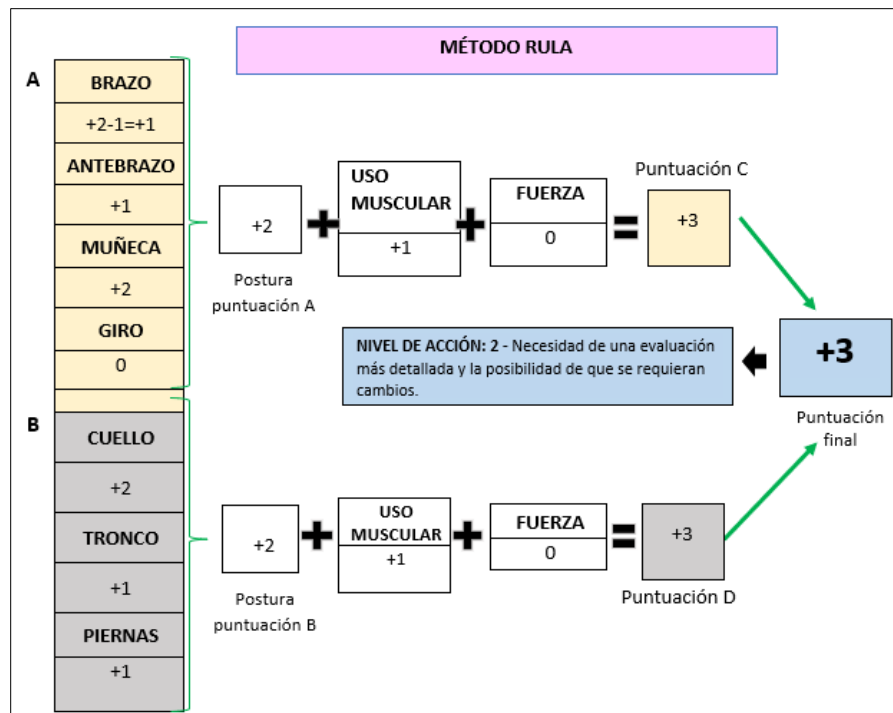 MÉTODO RULA
A
BRAZO
+2-1=+1
ANTEBRAZO
+1
MUÑECA
+2
GIRO
0
+2
Postura
puntuación A
+
USO
MUSCULAR
+1
+
FUERZA
0
=
Puntuación C
+3
NIVEL DE ACCIÓN: 2 - Necesidad de una evaluación
más detallada y la posibilidad de que se requieran
cambios.
+3
Puntuación
final
B
CUELLO
+2
TRONCO
+1
PIERNAS
+1
+2
Postura
puntuación B
+
USO
MUSCULAR
+1
+
FUERZA
0
=
+3
Puntuación D